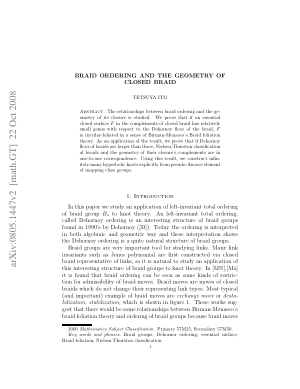 BRAID ORDERING AND THE GEOMETRY OF
CLOSED BRAID
TETSUYA ITO
Abstract. The relationships between braid ordering and the geo-
metry of its closure is studied. We prove that if an essential
closed surface F in the complements of closed braid has relatively
small genus with respect to the Dehornoy floor of the braid, F
is circular-foliated in a sense of Birman-Menasco's Braid foliation
theory. As an application of the result, we prove that if Dehornoy
floor of braids are larger than three, Nielsen-Thurston classification
of braids and the geometry of their closure's complements are in
one-to-one correspondence. Using this result, we construct infini-
tely many hyperbolic knots explicitly from pseudo-Anosov element
of mapping class groups.
1. Introduction
In this paper we study an application of left-invariant total ordering
of braid group Bn to knot theory. An left-invariant total ordering,
called Dehornoy ordering is an interesting structure of braid groups
found in 1990's by Dehornoy ([D]). Today the ordering is interpreted
in both algebraic and geometric way and these interpretation shows
the Dehornoy ordering is a quite natural structure of braid groups.
Braid groups are very important tool for studying links. Many link
invariants such as Jones polynomial are first constructed via closed
braid representative of links, so it is natural to study an application of
this interesting structure of braid groups to knot theory. In [MN],[Ma]
it is found that braid ordering can be seen as some kinds of restric-
tion for admissibility of braid moves. Braid moves are moves of closed
braids which do not change their representing link types. Most typical
(and important) example of braid moves are exchange move or desta-
bilization, stabilization, which is shown in figure 1. These works sug-
gest that there would be some relationships between Birman-Menasco's
braid foliation theory and ordering of braid groups because braid moves
2000 Mathematics Subject Classification. Primary 57M25, Secondary 57M50.
Key words and phrases. Braid groups; Dehornoy ordering; essential surface;
Braid foliation; Nielsen-Thurston classification.
1
arXiv:0805.1447v2 [math.GT] 22 Oct 2008